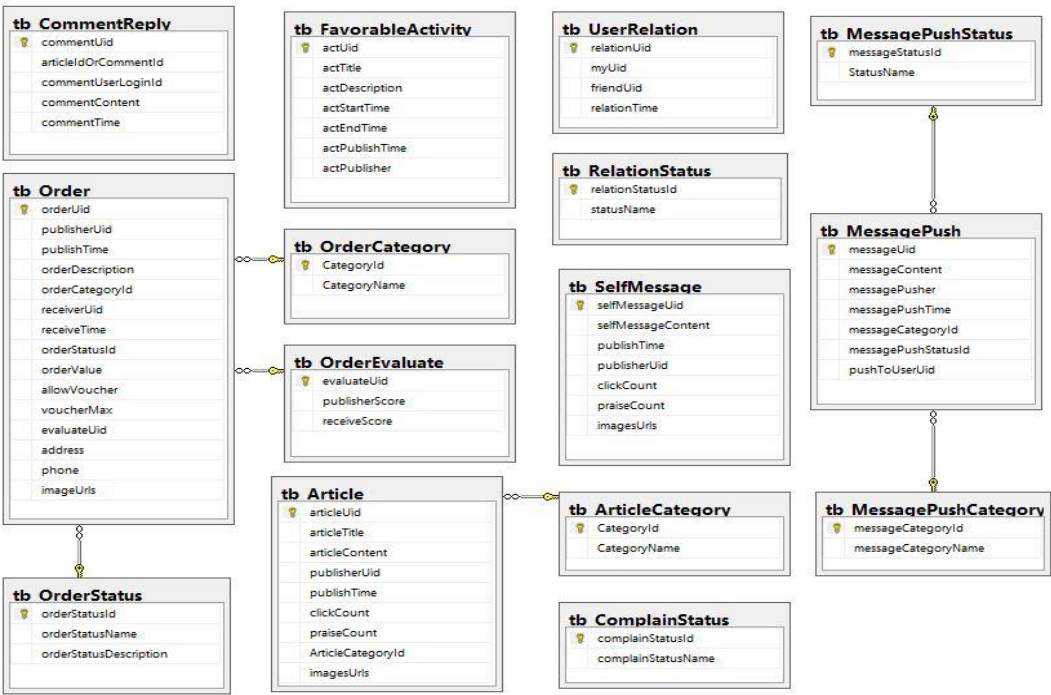 tb_CommentReply
commentUid
articleIdOrCommentId
commentUserLoginId
commentContent
commentTime
tb_FavorableActivity
actUid
actTitle
actDescription
actStartTime
actEndTime
actPublishTime
actPublisher
tb_UserRelation
relationUid
myUid
friendUid
relationTime
tb_MessagePushStatus
messageStatusId
StatusName
tb_RelationStatus
relationStatusId
statusName
tb_Order
orderUid
publisherUid
publishTime
orderDescription
orderCategoryId
receiverUid
receiveTime
orderStatusId
orderValue
allowVoucher
voucherMax
evaluateUid
address
phone
imageUrls
tb_OrderCategory
CategoryId
CategoryName
tb_OrderEvaluate
evaluateUid
publisherScore
receiveScore
tb_SelfMessage
selfMessageUid
selfMessageContent
publishTime
publisherUid
clickCount
praiseCount
imagesUrls
tb_MessagePush
messageUid
messageContent
messagePusher
messagePushTime
messageCategoryId
messagePushStatusId
pushToUserUid
tb_Article
articleUid
articleTitle
articleContent
publisherUid
publishTime
clickCount
praiseCount
ArticleCategoryId
imagesUrls
tb_ArticleCategory
CategoryId
CategoryName
tb_MessagePushCategory
messageCategoryId
messageCategoryName
tb_OrderStatus
orderStatusId
orderStatusName
orderStatusDescription
tb_ComplainStatus
complainStatusId
complainStatusName